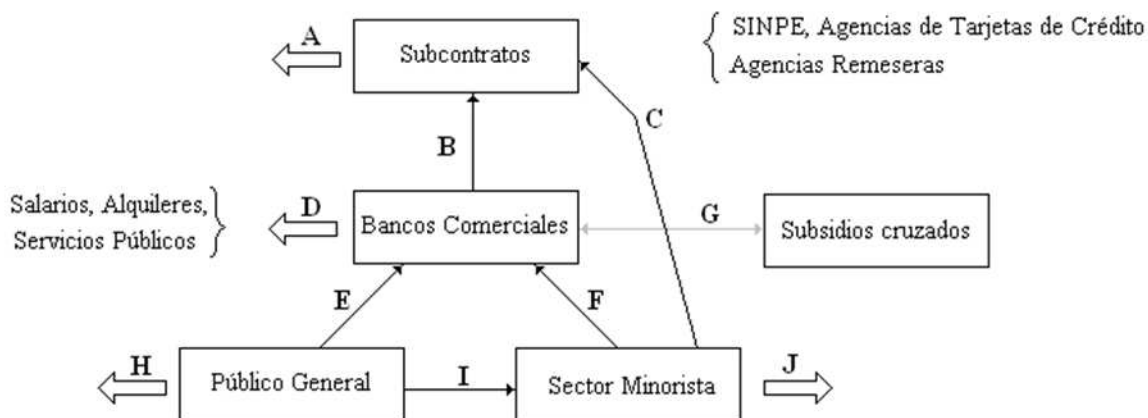 A
Subcontratos
SINPE, Agencias de Tarjetas de Crédito
Agencias Remeseras
B
C
Salarios, Alquileres,
Servicios Públicos
D
Bancos Comerciales
G
Subsidios cruzados
E
F
H
Público General
I
Sector Minorista
J